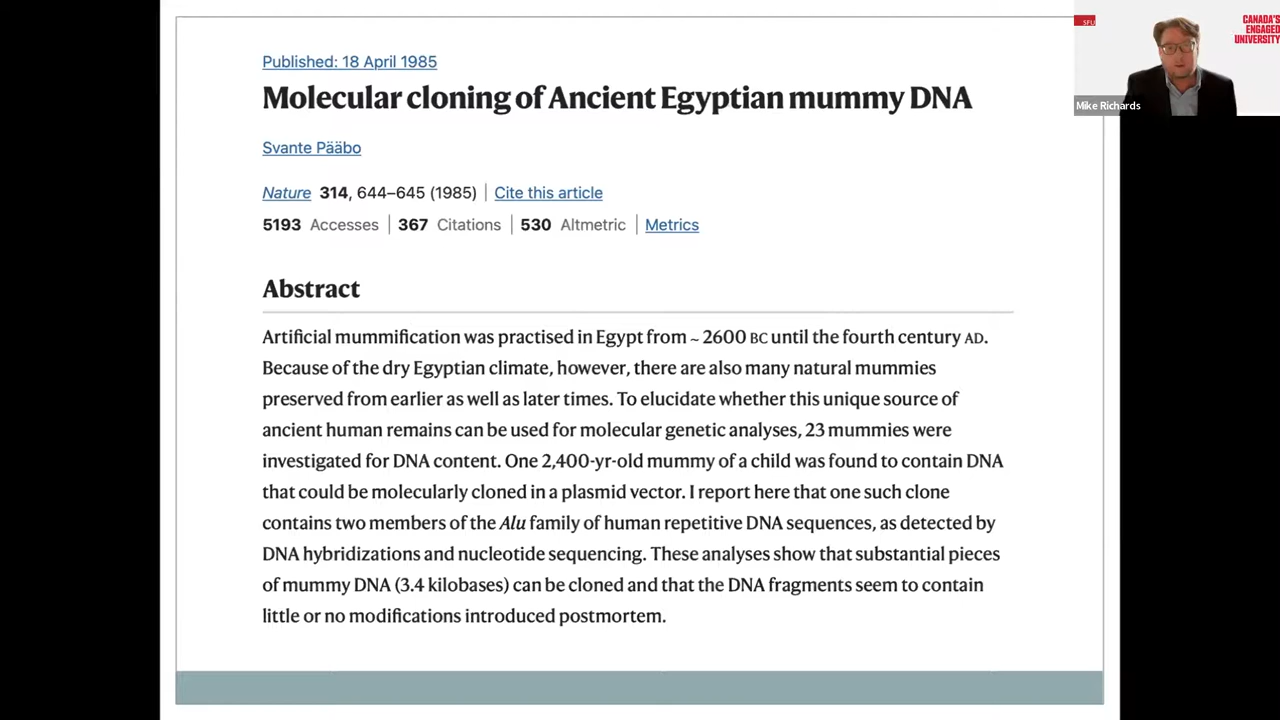 Published: 18 April 1985
Molecular cloning of Ancient Egyptian mummy DNA
Svante Pääbo
Nature 314, 644–645 (1985) | Cite this article
5193 Accesses | 367 Citations | 530 Altmetric | Metrics
Abstract
Artificial mummification was practised in Egypt from ~ 2600 BC until the fourth century AD.
Because of the dry Egyptian climate, however, there are also many natural mummies
preserved from earlier as well as later times. To elucidate whether this unique source of
ancient human remains can be used for molecular genetic analyses, 23 mummies were
investigated for DNA content. One 2,400-yr-old mummy of a child was found to contain DNA
that could be molecularly cloned in a plasmid vector. I report here that one such clone
contains two members of the Alu family of human repetitive DNA sequences, as detected by
DNA hybridizations and nucleotide sequencing. These analyses show that substantial pieces
of mummy DNA (3.4 kilobases) can be cloned and that the DNA fragments seem to contain
little or no modifications introduced postmortem.
SFU
CANADA'S
ENGAGED
UNIVERSITY
Mike Richards